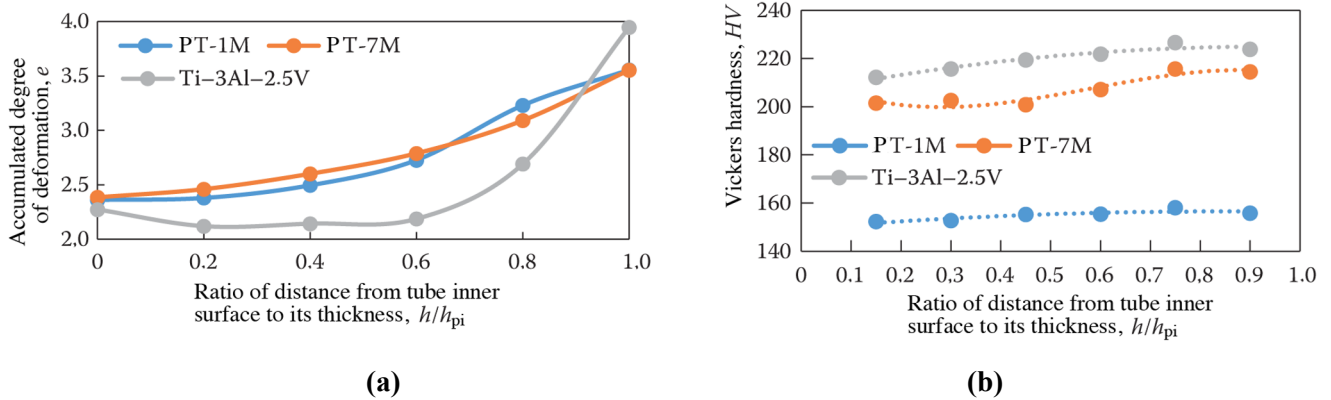 4.0
3.5
3.0
2.5
2.0
Accumulated degree
of deformation, e
PT-1M
PT-7M
Ti–3Al–2.5V
0 0.2 0.4 0.6 0.8 1.0
Ratio of distance from tube inner
surface to its thickness, h/hpi
(a)
240
220
200
180
160
140
Vickers hardness, HV
PT-1M
PT-7M
Ti–3Al–2.5V
0 0.1 0.2 0.3 0.4 0.5 0.6 0.7 0,8 0.9 1.0
Ratio of distance from tube inner
surface to its thickness, h/hpi
(b)